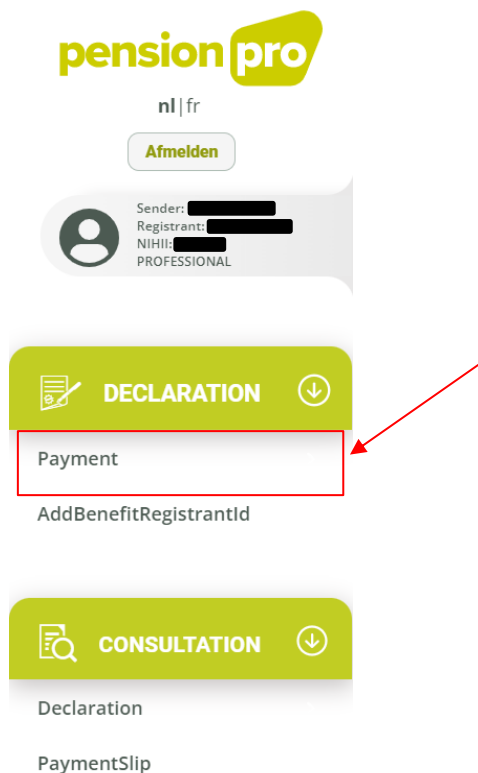 pension pro
nl|fr
Afmelden
Sender:
Registrant:
NIHII:
PROFESSIONAL
DECLARATION
Payment
AddBenefitRegistrantId
CONSULTATION
Declaration
PaymentSlip